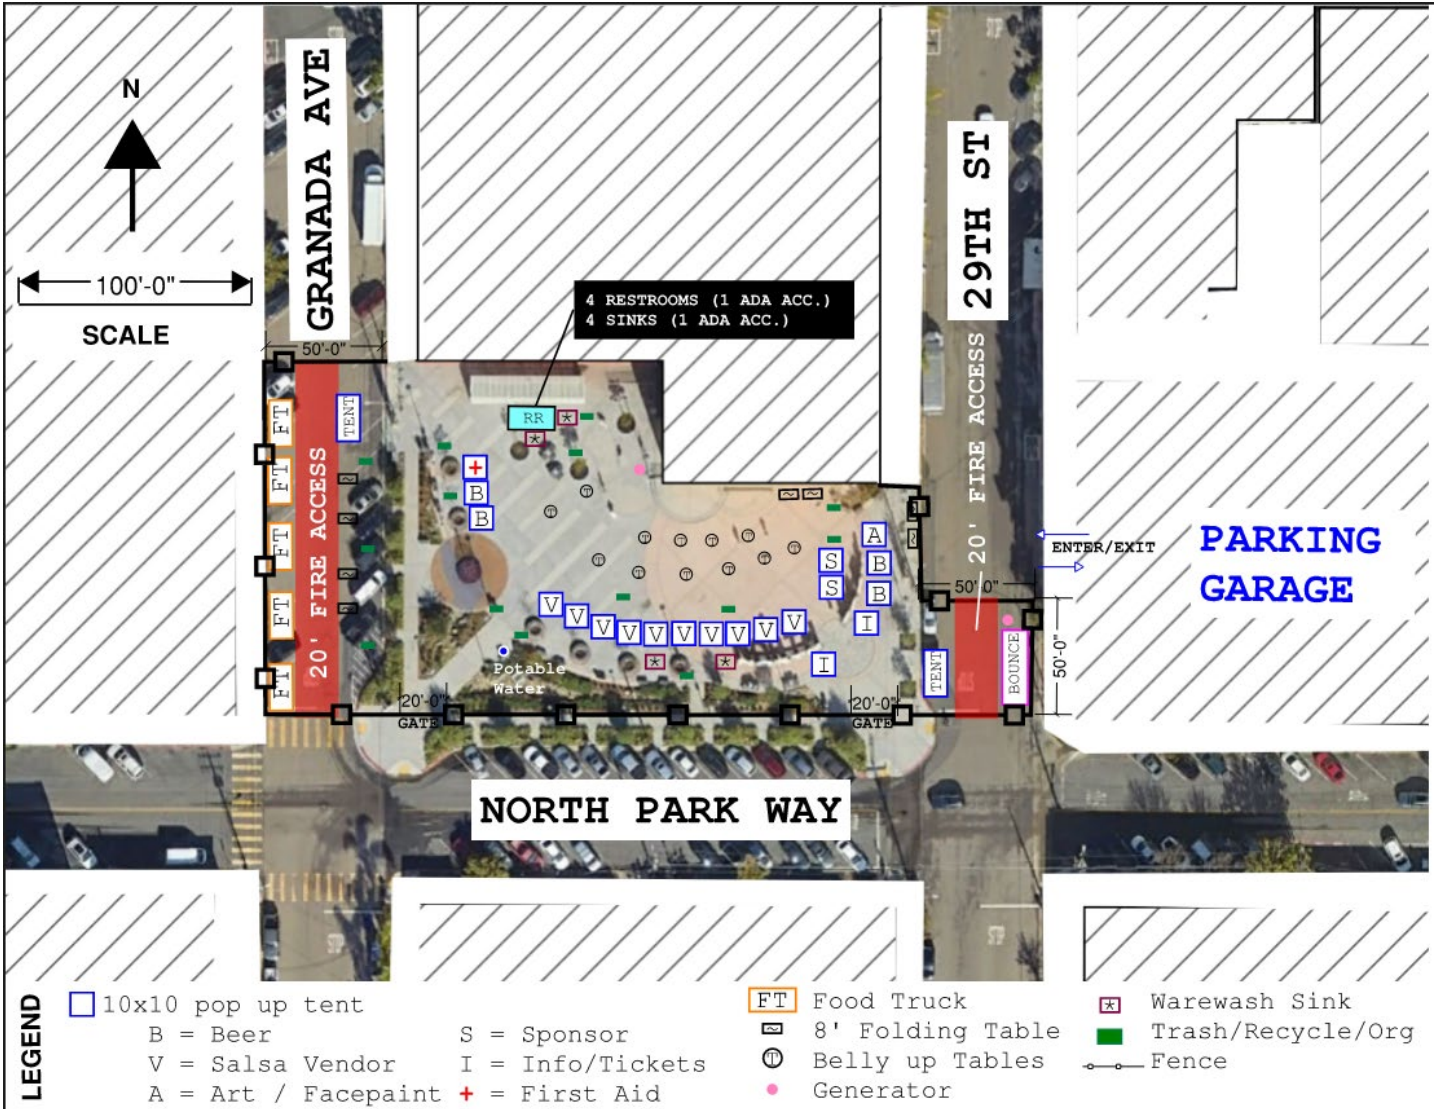 N
100'-0"
SCALE
GRANADA AVE
50'-0"
4 RESTROOMS (1 ADA ACC.)
4 SINKS (1 ADA ACC.)
29TH ST
20' FIRE ACCESS
FT
TENT
RR
*
*
FT
20' FIRE ACCESS
+
B
B
T
T
T
T
T
T
T
T
T
T
T
T
A
S
B
S
B
I
I
ENTER/EXIT
PARKING
GARAGE
50'-0"
50'-0"
FT
FT
FT
V
V
V
V
V
V
V
V
V
V
*
*
Potable
Water
TENT
BOUNCE
20'-0"
GATE
20'-0"
GATE
NORTH PARK WAY
LEGEND
10x10 pop up tent
B = Beer
V = Salsa Vendor
A = Art / Facepaint
S = Sponsor
I = Info/Tickets
+ = First Aid
FT Food Truck
8' Folding Table
T Belly up Tables
Generator
* Warewash Sink
Trash/Recycle/Org
Fence